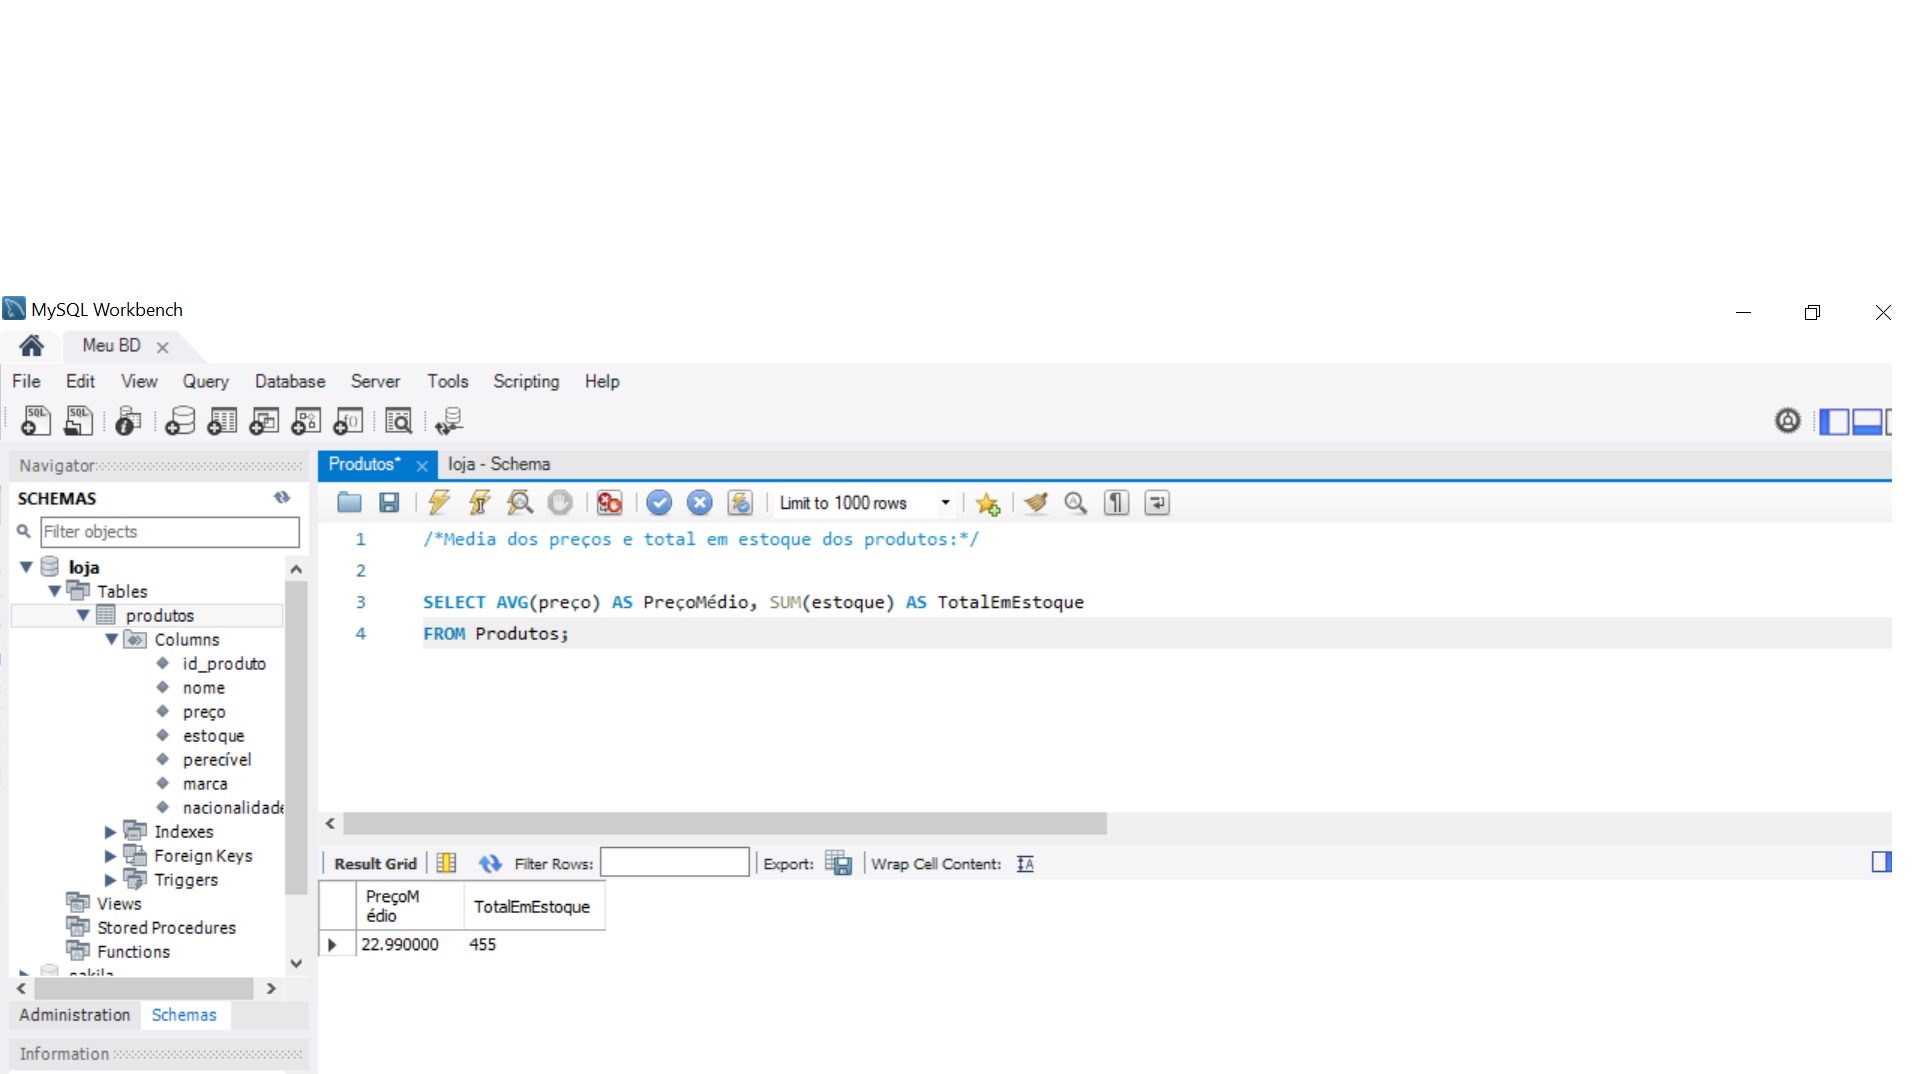 MySQL Workbench
Meu BD
File Edit View Query Database Server Tools Scripting Help
Navigator
SCHEMAS
Filter objects
loja
Tables
produtos
Columns
id_produto
nome
preço
estoque
perecível
marca
nacionalidade
Indexes
Foreign Keys
Triggers
Views
Stored Procedures
Functions
Administration Schemas
Information
Produtos* loja - Schema
Limit to 1000 rows
1 /*Media dos preços e total em estoque dos produtos:*/
2
3 SELECT AVG(preço) AS PreçoMédio, SUM(estoque) AS TotalEmEstoque
4 FROM Produtos;
Result Grid Filter Rows: Export: Wrap Cell Content:
PreçoM
édio TotalEmEstoque
22.990000 455